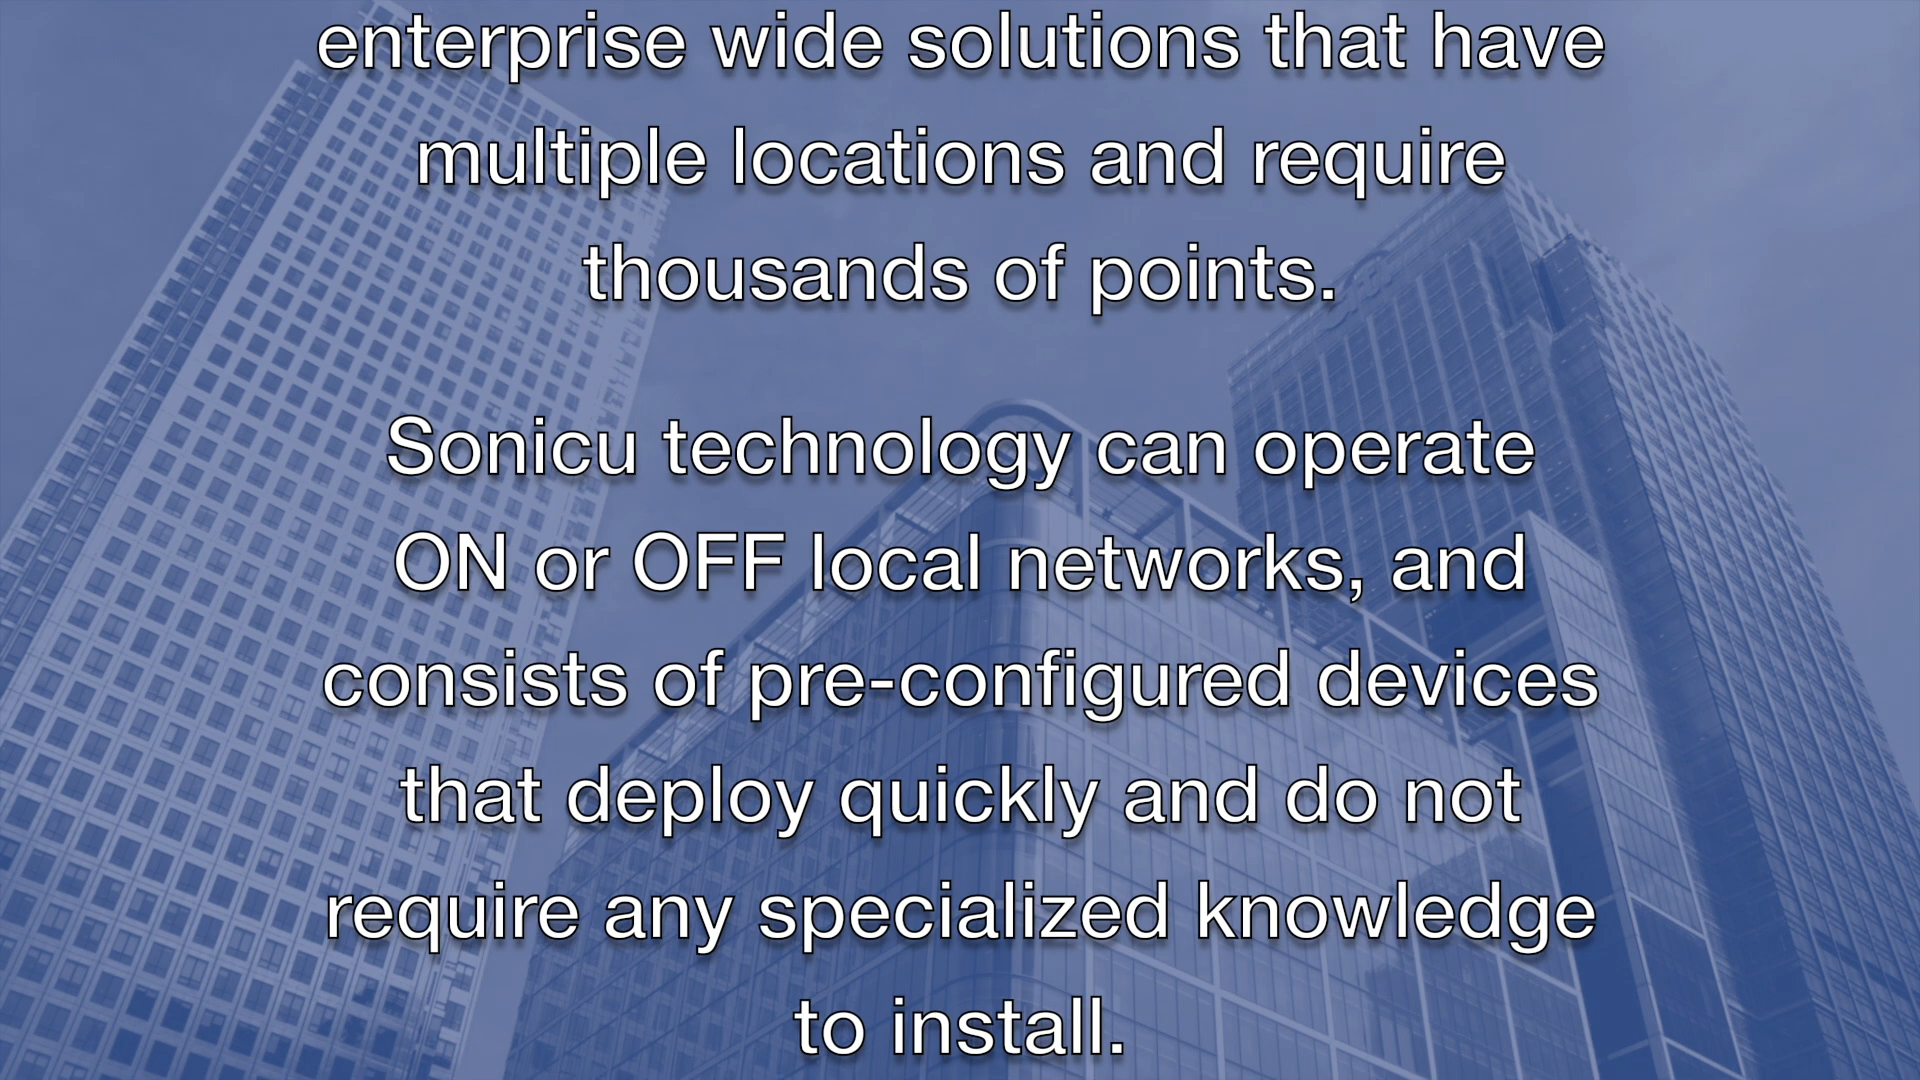 enterprise wide solutions that have
multiple locations and require
thousands of points.
Sonicu technology can operate
ON or OFF local networks, and
consists of pre-configured devices
that deploy quickly and do not
require any specialized knowledge
to install.